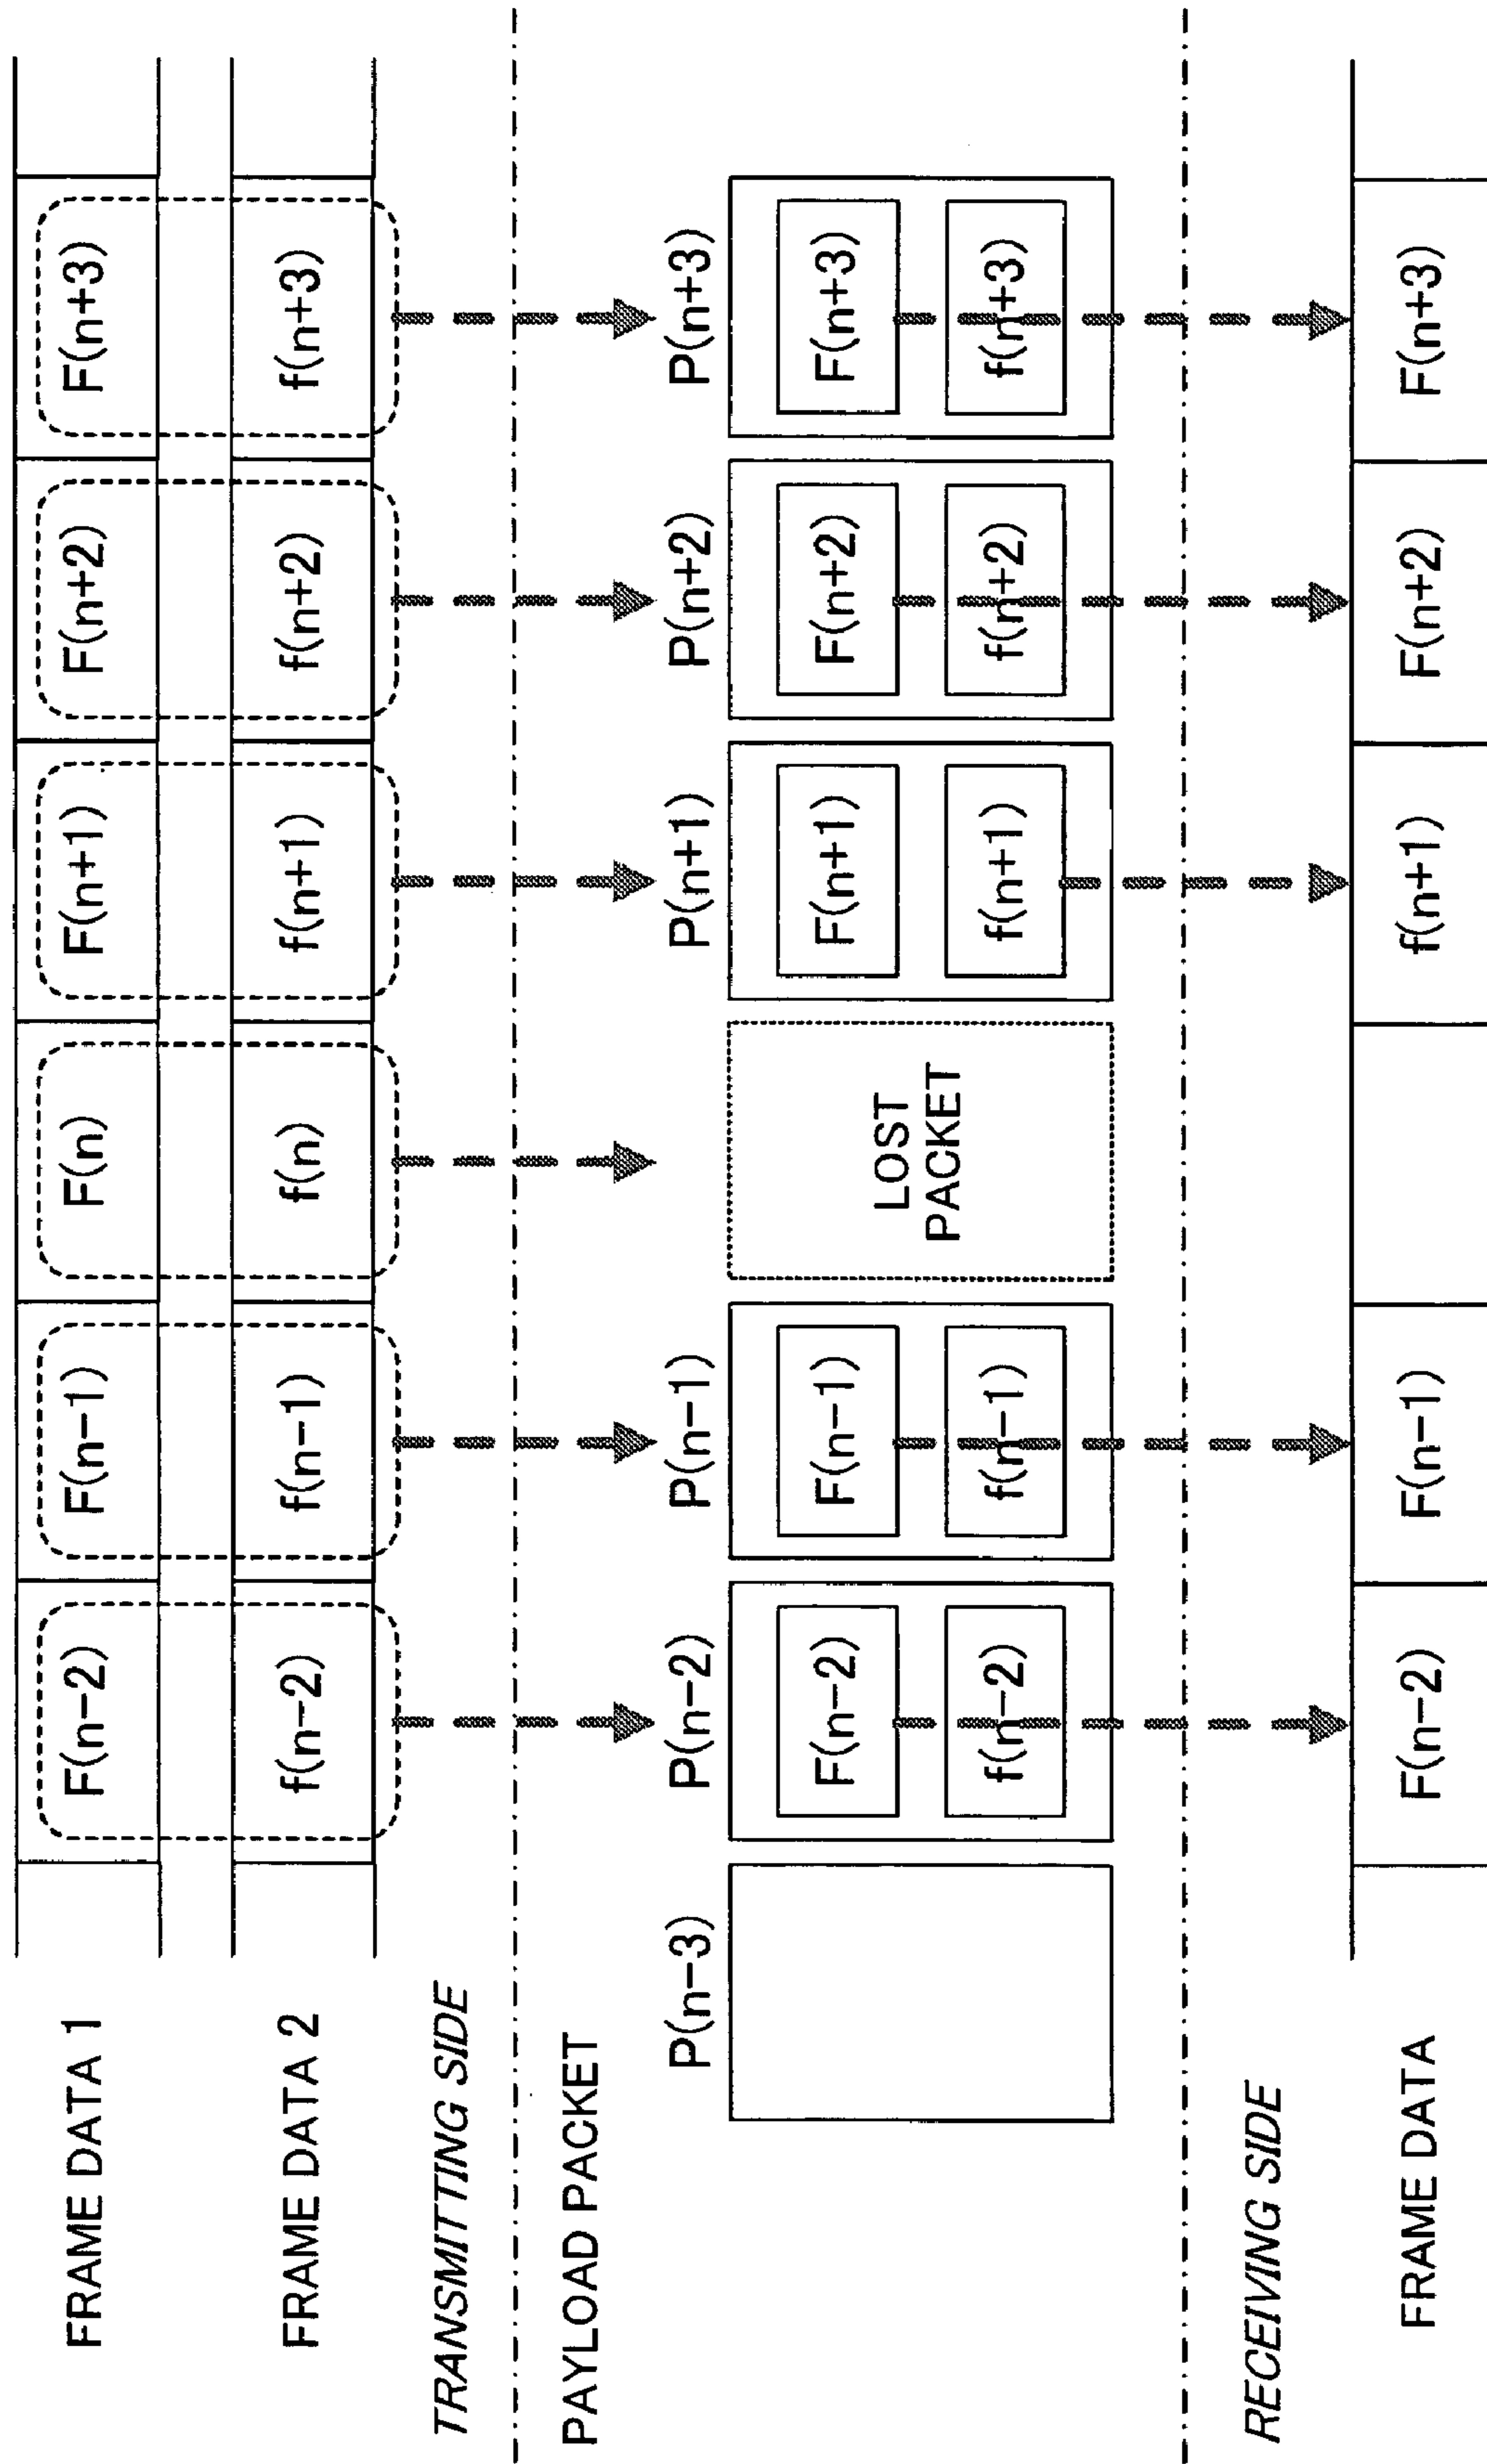 FRAME DATA 1
F(n−2)
F(n−1)
F(n)
F(n+1)
F(n+2)
F(n+3)
FRAME DATA 2
f(n−2)
f(n−1)
f(n)
f(n+1)
f(n+2)
f(n+3)
TRANSMITTING SIDE
PAYLOAD PACKET
P(n−3)
P(n−2)
P(n−1)
P(n+1)
P(n+2)
P(n+3)
F(n−2)
F(n−1)
LOST
PACKET
F(n+1)
F(n+2)
F(n+3)
f(n−2)
f(n−1)
f(n+1)
f(n+2)
f(n+3)
RECEIVING SIDE
FRAME DATA
F(n−2)
F(n−1)
f(n+1)
F(n+2)
F(n+3)